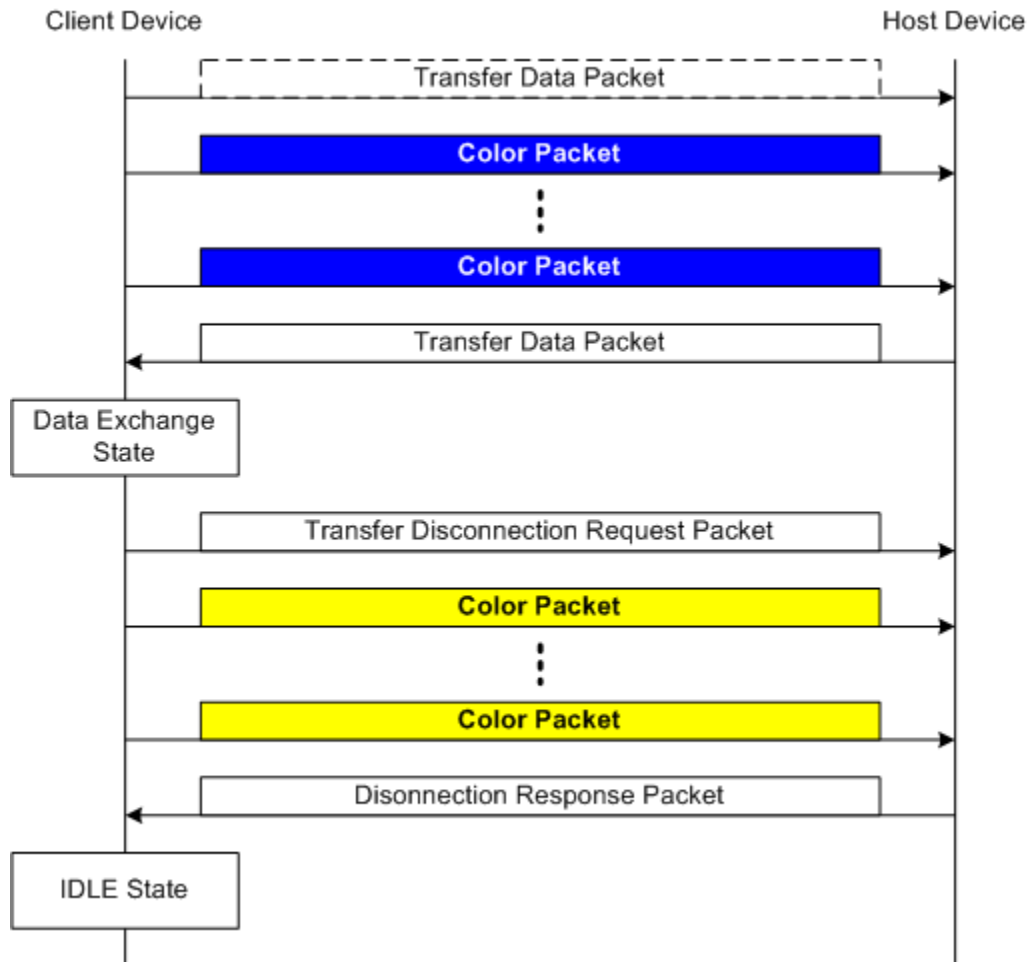 Client Device
Host Device
Transfer Data Packet
Color Packet
Color Packet
Transfer Data Packet
Data Exchange
State
Transfer Disconnection Request Packet
Color Packet
Color Packet
Disonnection Response Packet
IDLE State